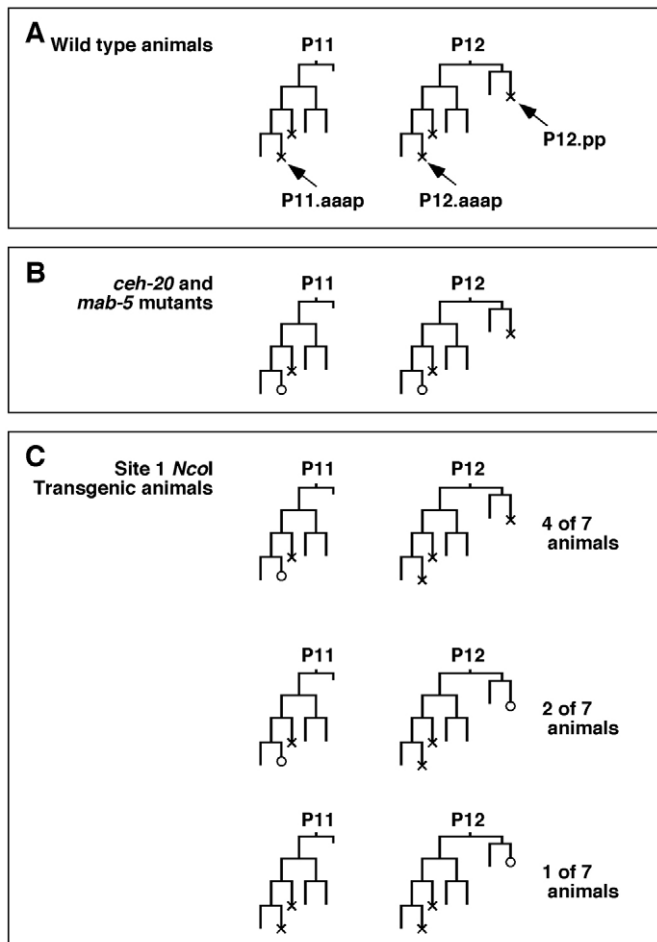 A
Wild type animals
P11
P12
P12.pp
P11.aaap
P12.aaap
B
ceh-20 and
mab-5 mutants
P11
P12
C
Site 1 NcoI
Transgenic animals
P11
P12
4 of 7
animals
P11
P12
2 of 7
animals
P11
P12
1 of 7
animals